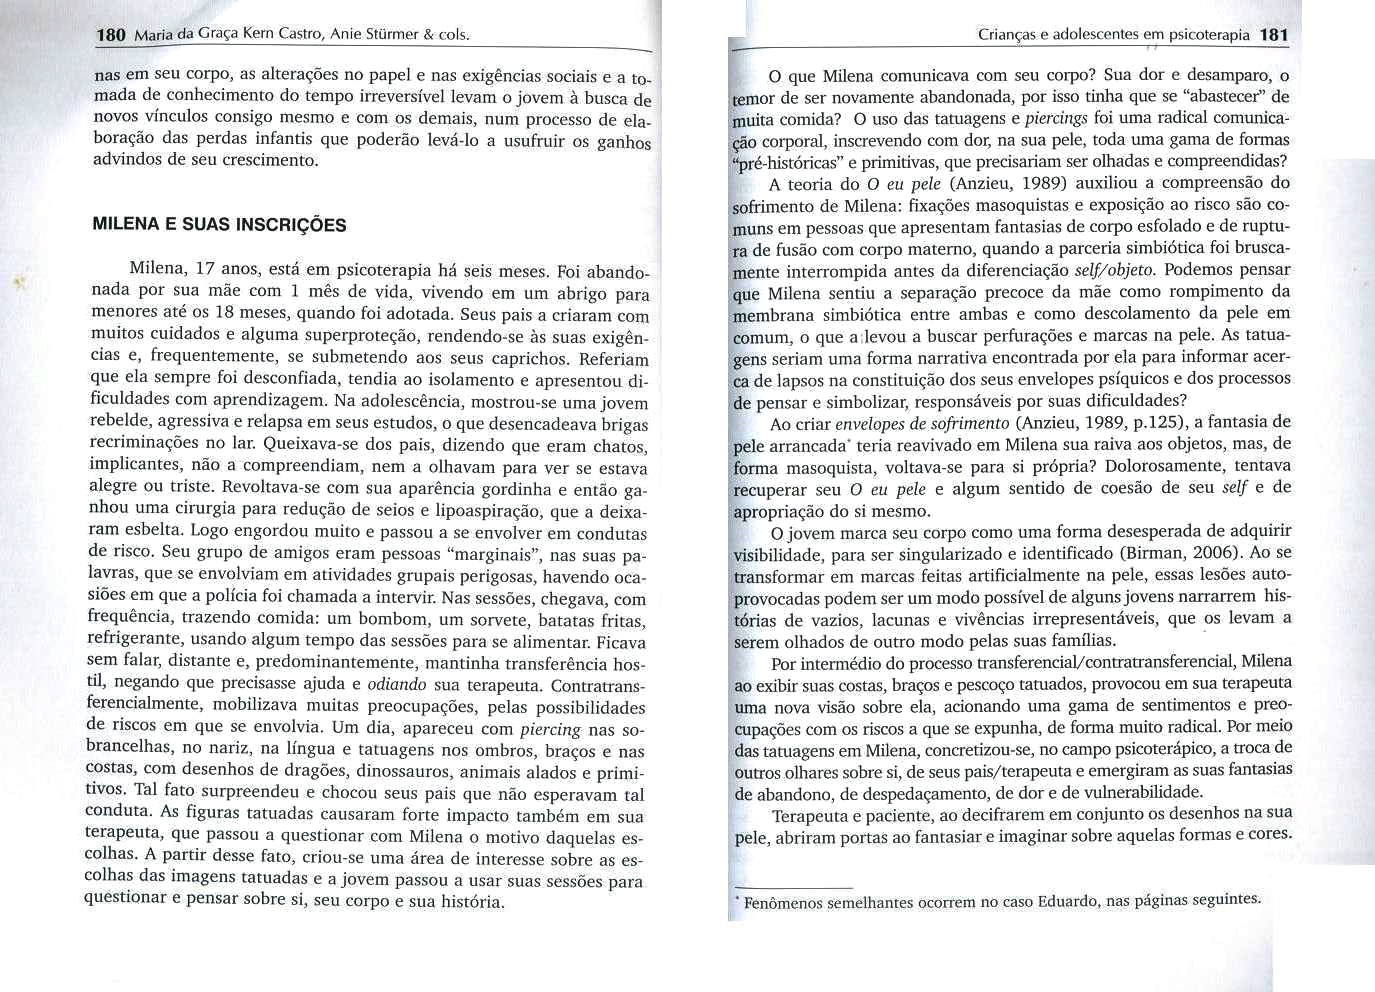 180 Maria da Graça Kern Castro, Anie Stürmer & cols.
nas em seu corpo, as alterações no papel e nas exigências sociais e a to-
mada de conhecimento do tempo irreversível levam o jovem à busca de
novos vínculos consigo mesmo e com os demais, num processo de ela-
boração das perdas infantis que poderão levá-lo a usufruir os ganhos
advindos de seu crescimento.
MILENA E SUAS INSCRIÇÕES
Milena, 17 anos, está em psicoterapia há seis meses. Foi abando-
nada por sua mãe com 1 mês de vida, vivendo em um abrigo para
menores até os 18 meses, quando foi adotada. Seus pais a criaram com
muitos cuidados e alguma superproteção, rendendo-se às suas exigên-
cias e, frequentemente, se submetendo aos seus caprichos. Referiam
que ela sempre foi desconfiada, tendia ao isolamento e apresentou di-
ficuldades com aprendizagem. Na adolescência, mostrou-se uma jovem
rebelde, agressiva e relapsa em seus estudos, o que desencadeava brigas
recriminações no lar. Queixava-se dos pais, dizendo que eram chatos,
implicantes, não a compreendiam, nem a olhavam para ver se estava
alegre ou triste. Revoltava-se com sua aparência gordinha e então ga-
nhou uma cirurgia para redução de seios e lipoaspiração, que a deixa-
ram esbelta. Logo engordou muito e passou a se envolver em condutas
de risco. Seu grupo de amigos eram pessoas “marginais”, nas suas pa-
lavras, que se envolviam em atividades grupais perigosas, havendo oca-
siões em que a polícia foi chamada a intervir. Nas sessões, chegava, com
frequência, trazendo comida: um bombom, um sorvete, batatas fritas,
refrigerante, usando algum tempo das sessões para se alimentar. Ficava
sem falar, distante e, predominantemente, mantinha transferência hos-
til, negando que precisasse ajuda e odiando sua terapeuta. Contratrans-
ferencialmente, mobilizava muitas preocupações, pelas possibilidades
de riscos em que se envolvia. Um dia, apareceu com piercing nas so-
brancelhas, no nariz, na língua e tatuagens nos ombros, braços e nas
costas, com desenhos de dragões, dinossauros, animais alados e primi-
tivos. Tal fato surpreendeu e chocou seus pais que não esperavam tal
conduta. As figuras tatuadas causaram forte impacto também em sua
terapeuta, que passou a questionar com Milena o motivo daquelas es-
colhas. A partir desse fato, criou-se uma área de interesse sobre as es-
colhas das imagens tatuadas e a jovem passou a usar suas sessões para
questionar e pensar sobre si, seu corpo e sua história.
Crianças e adolescentes em psicoterapia 181
O que Milena comunicava com seu corpo? Sua dor e desamparo, o
temor de ser novamente abandonada, por isso tinha que se “abastecer” de
muita comida? O uso das tatuagens e piercings foi uma radical comunica-
ção corporal, inscrevendo com dor, na sua pele, toda uma gama de formas
“pré-históricas” e primitivas, que precisariam ser olhadas e compreendidas?
A teoria do O eu pele (Anzieu, 1989) auxiliou a compreensão do
sofrimento de Milena: fixações masoquistas e exposição ao risco são co-
muns em pessoas que apresentam fantasias de corpo esfolado e de ruptu-
ra de fusão com corpo materno, quando a parceria simbiótica foi brusca-
mente interrompida antes da diferenciação self/objeto. Podemos pensar
que Milena sentiu a separação precoce da mãe como rompimento da
membrana simbiótica entre ambas e como descolamento da pele em
comum, o que a levou a buscar perfurações e marcas na pele. As tatua-
gens seriam uma forma narrativa encontrada por ela para informar acer-
ca de lapsos na constituição dos seus envelopes psíquicos e dos processos
de pensar e simbolizar, responsáveis por suas dificuldades?
Ao criar envelopes de sofrimento (Anzieu, 1989, p.125), a fantasia de
pele arrancada* teria reavivado em Milena sua raiva aos objetos, mas, de
forma masoquista, voltava-se para si própria? Dolorosamente, tentava
recuperar seu O eu pele e algum sentido de coesão de seu self e de
apropriação do si mesmo.
O jovem marca seu corpo como uma forma desesperada de adquirir
visibilidade, para ser singularizado e identificado (Birman, 2006). Ao se
transformar em marcas feitas artificialmente na pele, essas lesões auto-
provocadas podem ser um modo possível de alguns jovens narrarrem his-
tórias de vazios, lacunas e vivências irrepresentáveis, que os levam a
serem olhados de outro modo pelas suas famílias.
Por intermédio do processo transferencial/contratransferencial, Milena
ao exibir suas costas, braços e pescoço tatuados, provocou em sua terapeuta
uma nova visão sobre ela, acionando uma gama de sentimentos e preo-
cupações com os riscos a que se expunha, de forma muito radical. Por meio
das tatuagens em Milena, concretizou-se, no campo psicoterápico, a troca de
outros olhares sobre si, de seus pais/terapeuta e emergiram as suas fantasias
de abandono, de despedaçamento, de dor e de vulnerabilidade.
Terapeuta e paciente, ao decifrarem em conjunto os desenhos na sua
pele, abriram portas ao fantasiar e imaginar sobre aquelas formas e cores.
* Fenômenos semelhantes ocorrem no caso Eduardo, nas páginas seguintes.